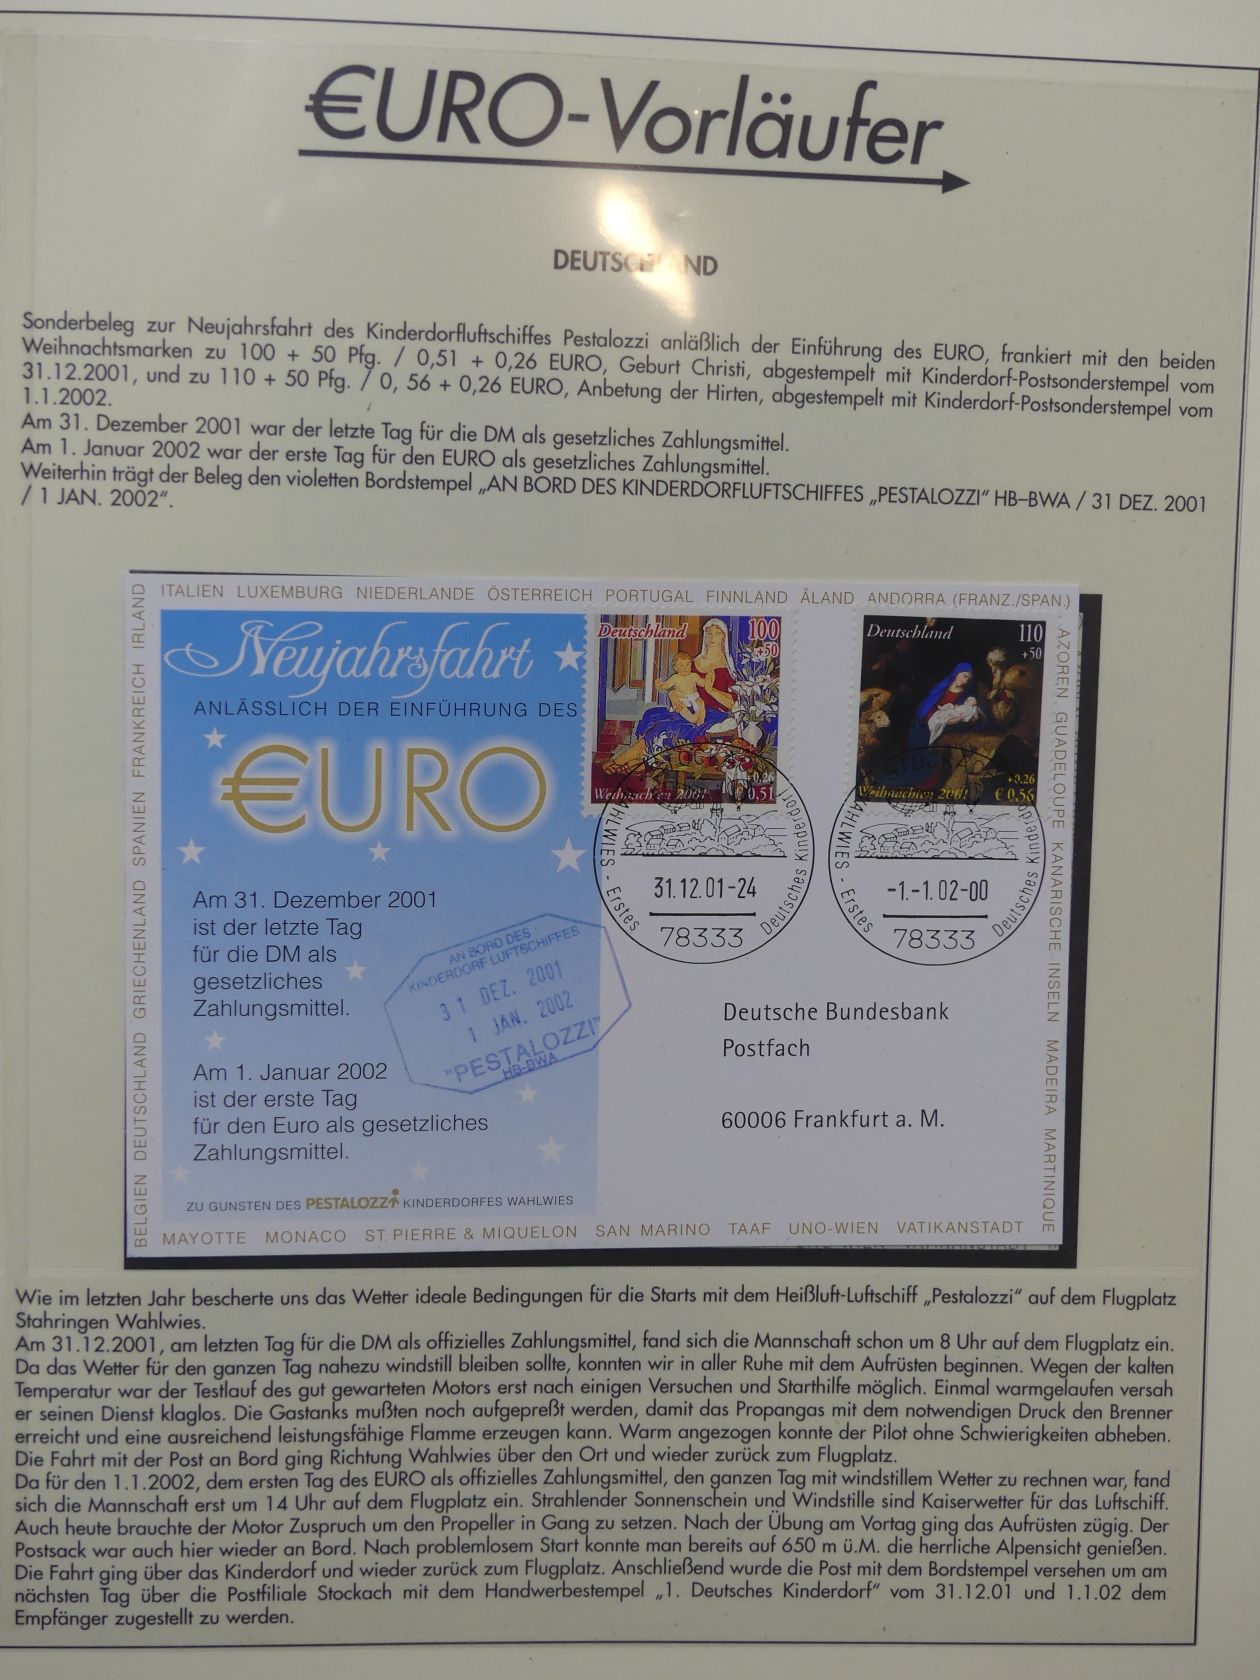 €URO-Vorläufer
DEUTSCHLAND
Sonderbeleg zur Neujahrsfahrt des Kinderdorfluftschiffes Pestalozzi anläßlich der Einführung des EURO, frankiert mit den beiden
Weihnachtsmarken zu 100 + 50 Pfg. / 0,51 + 0,26 EURO, Geburt Christi, abgestempelt mit Kinderdorf-Postsonderstempel vom
31.12.2001, und zu 110 + 50 Pfg. / 0, 56 + 0,26 EURO, Anbetung der Hirten, abgestempelt mit Kinderdorf-Postsonderstempel vom
1.1.2002.
Am 31. Dezember 2001 war der letzte Tag für die DM als gesetzliches Zahlungsmittel.
Am 1. Januar 2002 war der erste Tag für den EURO als gesetzliches Zahlungsmittel.
Weiterhin trägt der Beleg den violetten Bordstempel „AN BORD DES KINDERDORFLUFTSCHIFFES „PESTALOZZI“ HB–BWA / 31 DEZ. 2001
/ 1 JAN. 2002“.
ITALIEN LUXEMBURG NIEDERLANDE ÖSTERREICH PORTUGAL FINNLAND ÅLAND ANDORRA (FRANZ./SPAN.)
BELGIEN DEUTSCHLAND GRIECHENLAND SPANIEN FRANKREICH IRLAND
AZOREN GUADELOUPE KANARISCHE INSELN MADEIRA MARTINIQUE
Neujahrsfahrt
ANLÄSSLICH DER EINFÜHRUNG DES
€URO
Am 31. Dezember 2001
ist der letzte Tag
für die DM als
gesetzliches
Zahlungsmittel.
Am 1. Januar 2002
ist der erste Tag
für den Euro als gesetzliches
Zahlungsmittel.
ZU GUNSTEN DES PESTALOZZI KINDERDORFES WAHLWIES
Deutschland
100
+50
Weihnachten 2001
+0,26
€ 0,51
Deutschland
110
+50
Weihnachten 2001
+0,26
€ 0,56
STOCKACH
WAHLWIES - Erstes Deutsches Kinderdorf
31.12.01-24
78333
STOCKACH
WAHLWIES - Erstes Deutsches Kinderdorf
-1.-1.02-00
78333
AN BORD DES
KINDERDORF LUFTSCHIFFES
31 DEZ. 2001
1 JAN. 2002
"PESTALOZZI"
HB-BWA
Deutsche Bundesbank
Postfach
60006 Frankfurt a. M.
MAYOTTE MONACO ST. PIERRE & MIQUELON SAN MARINO TAAF UNO-WIEN VATIKANSTADT
Wie im letzten Jahr bescherte uns das Wetter ideale Bedingungen für die Starts mit dem Heißluft-Luftschiff „Pestalozzi“ auf dem Flugplatz
Stahringen Wahlwies.
Am 31.12.2001, am letzten Tag für die DM als offizielles Zahlungsmittel, fand sich die Mannschaft schon um 8 Uhr auf dem Flugplatz ein.
Da das Wetter für den ganzen Tag nahezu windstill bleiben sollte, konnten wir in aller Ruhe mit dem Aufrüsten beginnen. Wegen der kalten
Temperatur war der Testlauf des gut gewarteten Motors erst nach einigen Versuchen und Starthilfe möglich. Einmal warmgelaufen versah
er seinen Dienst klaglos. Die Gastanks mußten noch aufgepreßt werden, damit das Propangas mit dem notwendigen Druck den Brenner
erreicht und eine ausreichend leistungsfähige Flamme erzeugen kann. Warm angezogen konnte der Pilot ohne Schwierigkeiten abheben.
Die Fahrt mit der Post an Bord ging Richtung Wahlwies über den Ort und wieder zurück zum Flugplatz.
Da für den 1.1.2002, dem ersten Tag des EURO als offizielles Zahlungsmittel, den ganzen Tag mit windstillem Wetter zu rechnen war, fand
sich die Mannschaft erst um 14 Uhr auf dem Flugplatz ein. Strahlender Sonnenschein und Windstille sind Kaiserwetter für das Luftschiff.
Auch heute brauchte der Motor Zuspruch um den Propeller in Gang zu setzen. Nach der Übung am Vortag ging das Aufrüsten zügig. Der
Postsack war auch hier wieder an Bord. Nach problemlosem Start konnte man bereits auf 650 m ü.M. die herrliche Alpensicht genießen.
Die Fahrt ging über das Kinderdorf und wieder zurück zum Flugplatz. Anschließend wurde die Post mit dem Bordstempel versehen um am
nächsten Tag über die Postfiliale Stockach mit dem Handwerbestempel „1. Deutsches Kinderdorf“ vom 31.12.01 und 1.1.02 dem
Empfänger zugestellt zu werden.